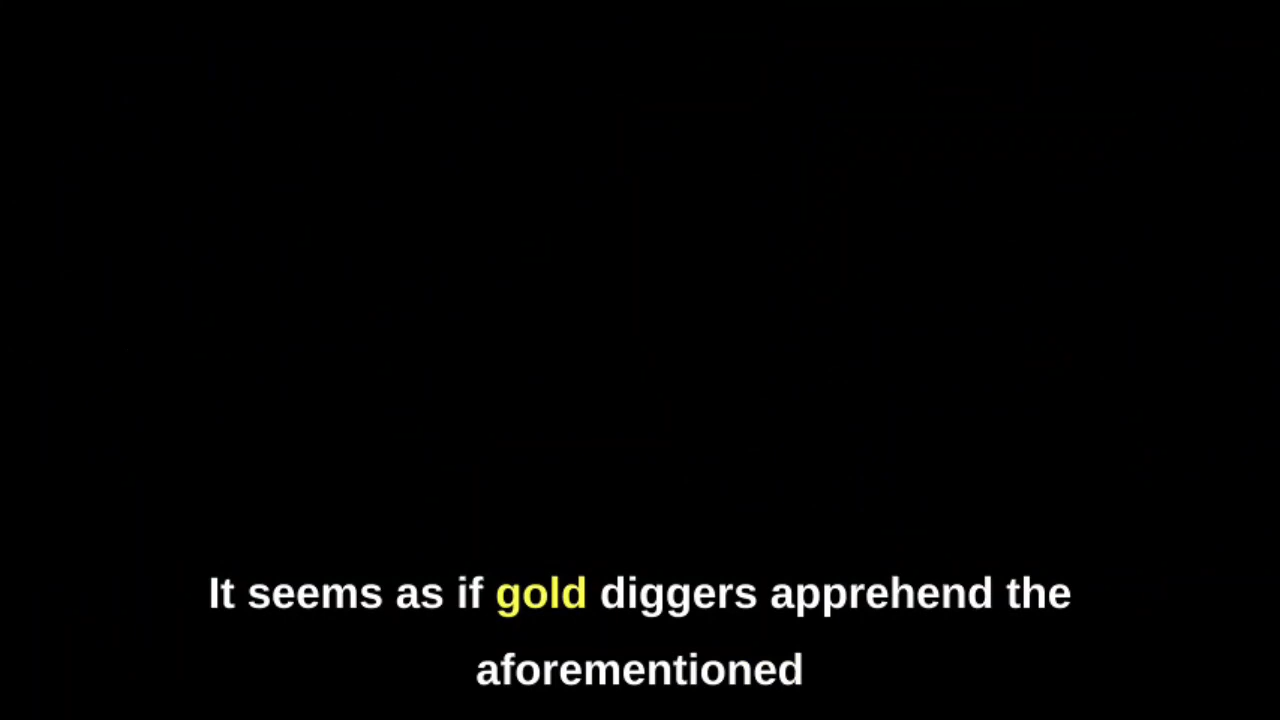 It seems as if gold diggers apprehend the
aforementioned